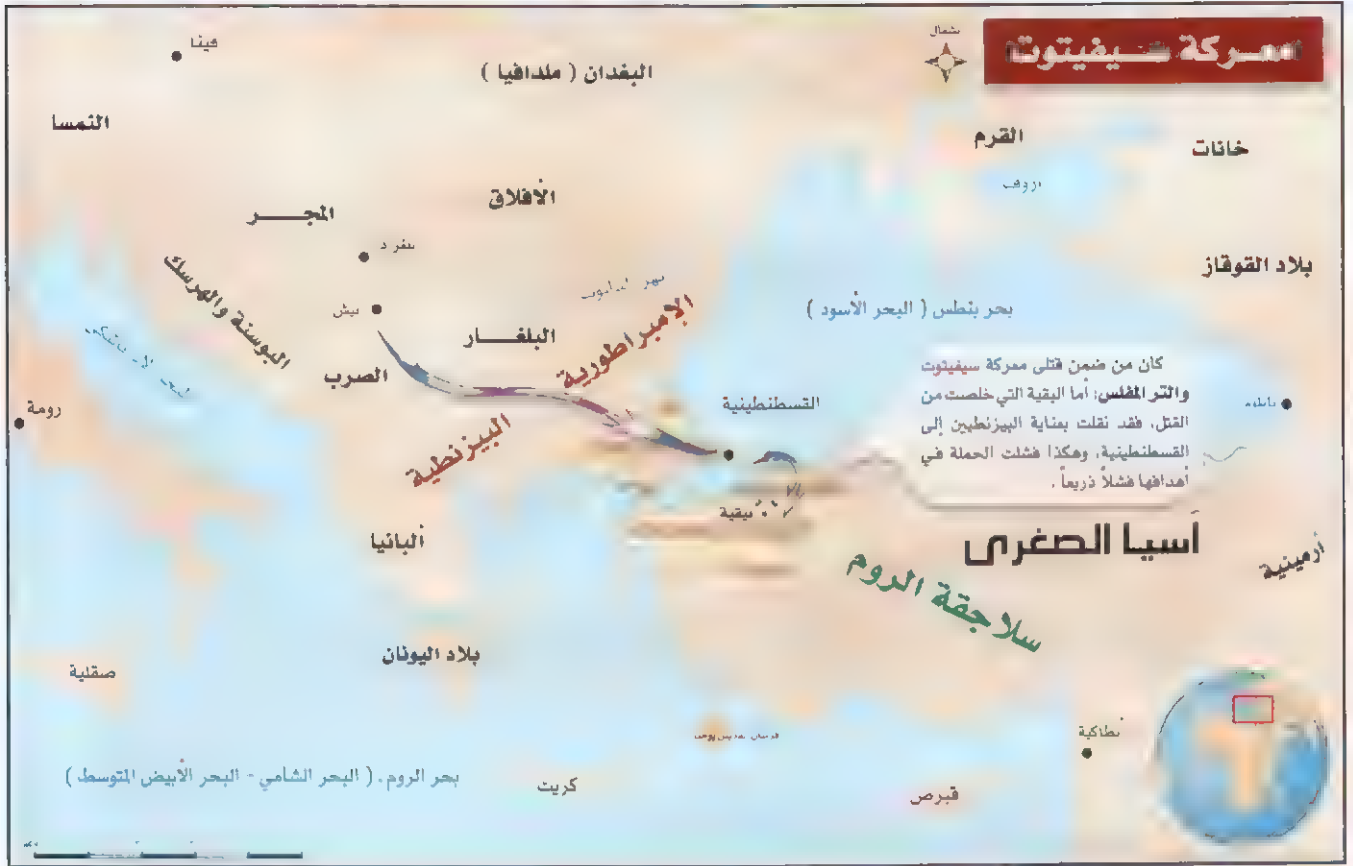 معركة سيفيتوت
شمال
فينا
البغدان ( ملدافيا )
النمسا
القرم
خانات
الأفلاق
المجــــر
بلاد القوقاز
نيش
البوسنة والهرسك
نهر
الإمبراطورية
بحر بنطس ( البحر الأسود )
البلغــــار
الصرب
كان من ضمن قتلى معركة سيفيتوت
والتر المفلس؛ أما البقية التي خلصت من
القتل، فقد نقلت بعناية البيزنطيين إلى
القسطنطينية، وهكذا فشلت الحملة في
أهدافها فشلاً ذريعاً .
رومة
القسطنطينية
البيزنطية
نيقية
ألبانيا
آسيا الصغرى
أرمينية
سلاجقة الروم
بلاد اليونان
صقلية
نطاكية
بحر الروم. ( البحر الشامي - البحر الأبيض المتوسط )
كريت
قبرص